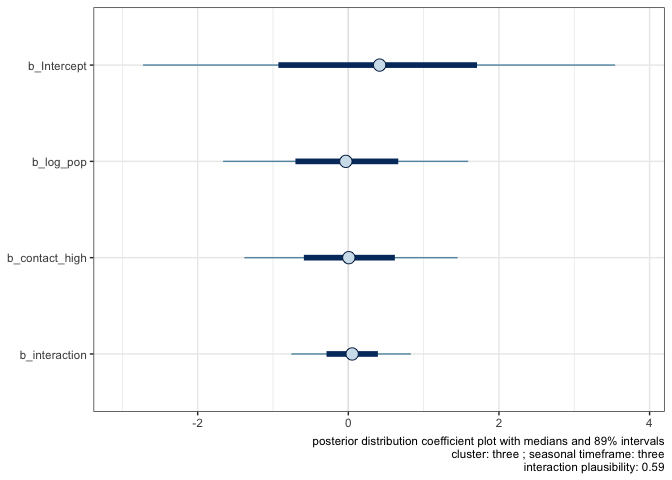 b_Intercept
b_log_pop
b_contact_high
b_interaction
-2 0 2 4
posterior distribution coefficient plot with medians and 89% intervals
cluster: three ; seasonal timeframe: three
interaction plausibility: 0.59